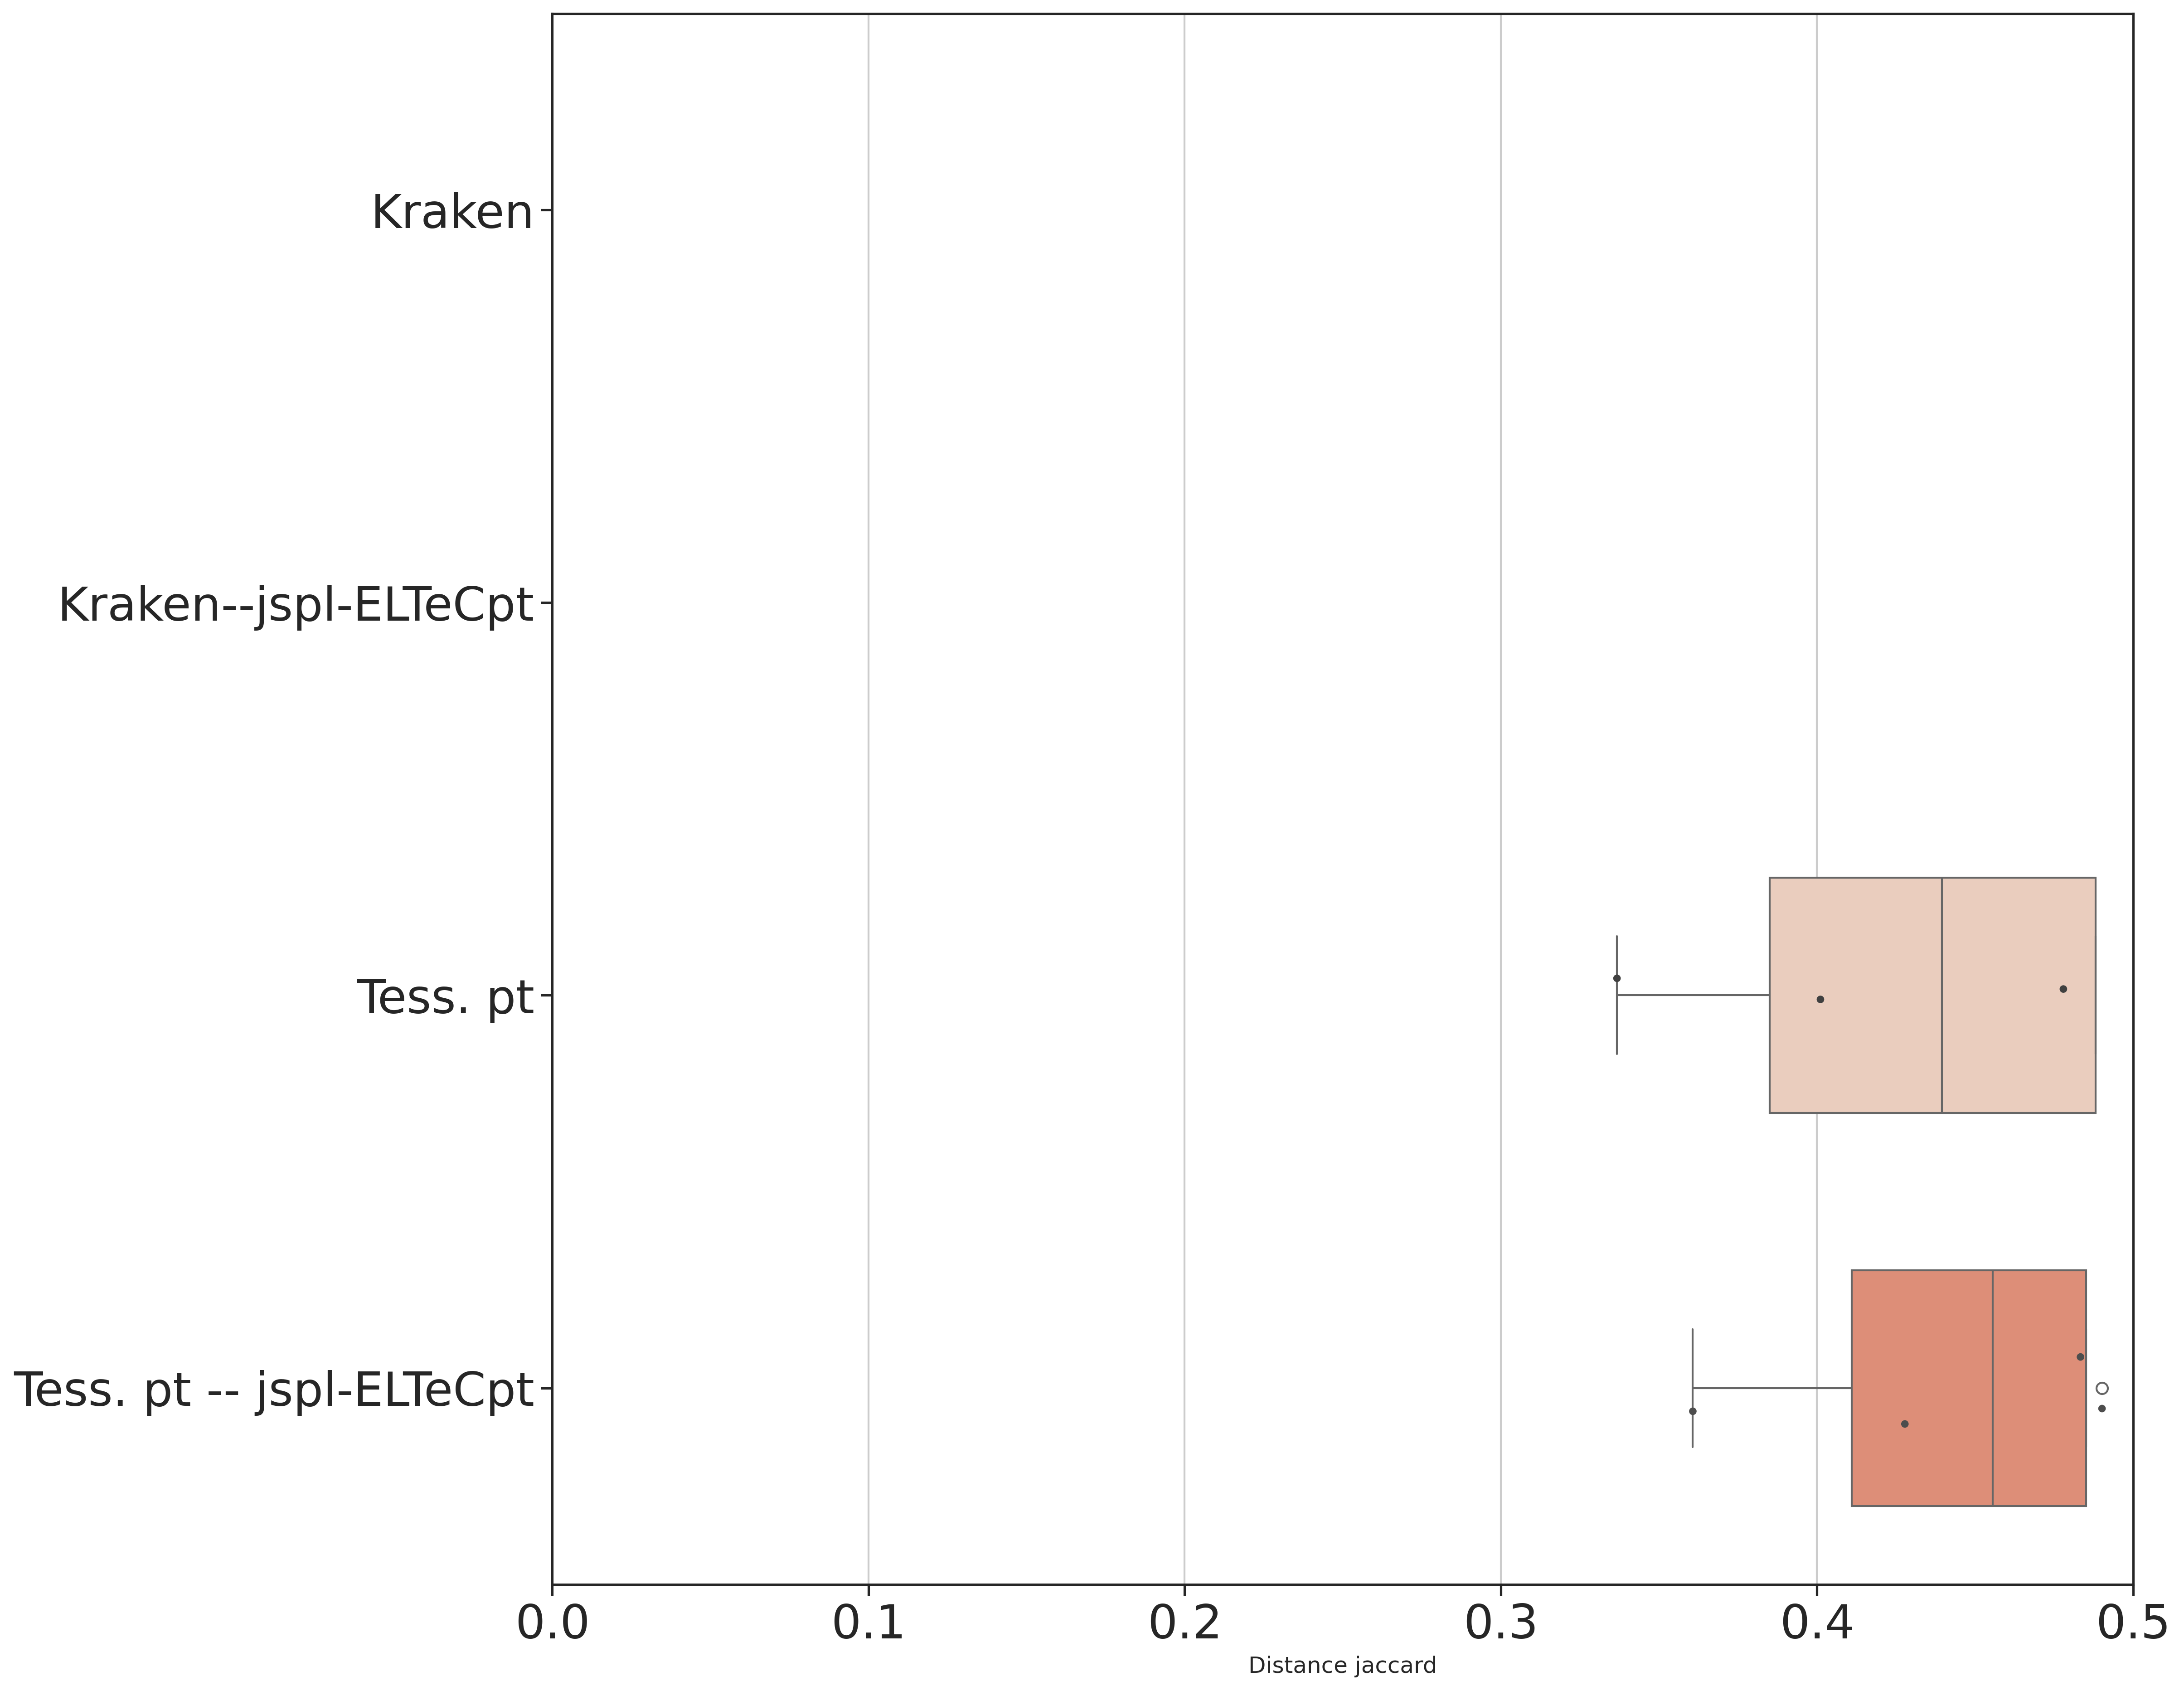 Kraken
Kraken--jspl-ELTeCpt
Tess. pt
Tess. pt -- jspl-ELTeCpt
0.0 0.1 0.2 0.3 0.4 0.5
Distance jaccard